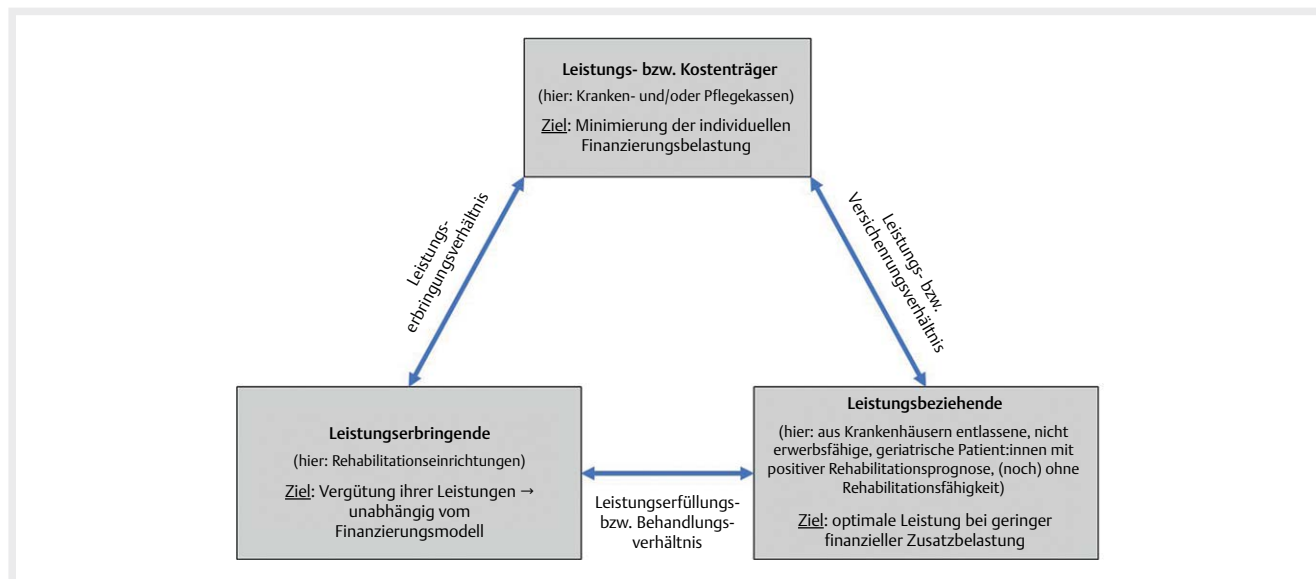 Leistungs- bzw. Kostenträger
(hier: Kranken- und/oder Pflegekassen)
Ziel: Minimierung der individuellen
Finanzierungsbelastung
Leistungs-
erbringungsverhältnis
Leistungs- bzw.
Versichenrungsverhältnis
Leistungserbringende
(hier: Rehabilitationseinrichtungen)
Ziel: Vergütung ihrer Leistungen →
unabhängig vom
Finanzierungsmodell
Leistungserfüllungs-
bzw. Behandlungs-
verhältnis
Leistungsbeziehende
(hier: aus Krankenhäusern entlassene, nicht
erwerbsfähige, geriatrische Patient:innen mit
positiver Rehabilitationsprognose, (noch) ohne
Rehabilitationsfähigkeit)
Ziel: optimale Leistung bei geringer
finanzieller Zusatzbelastung